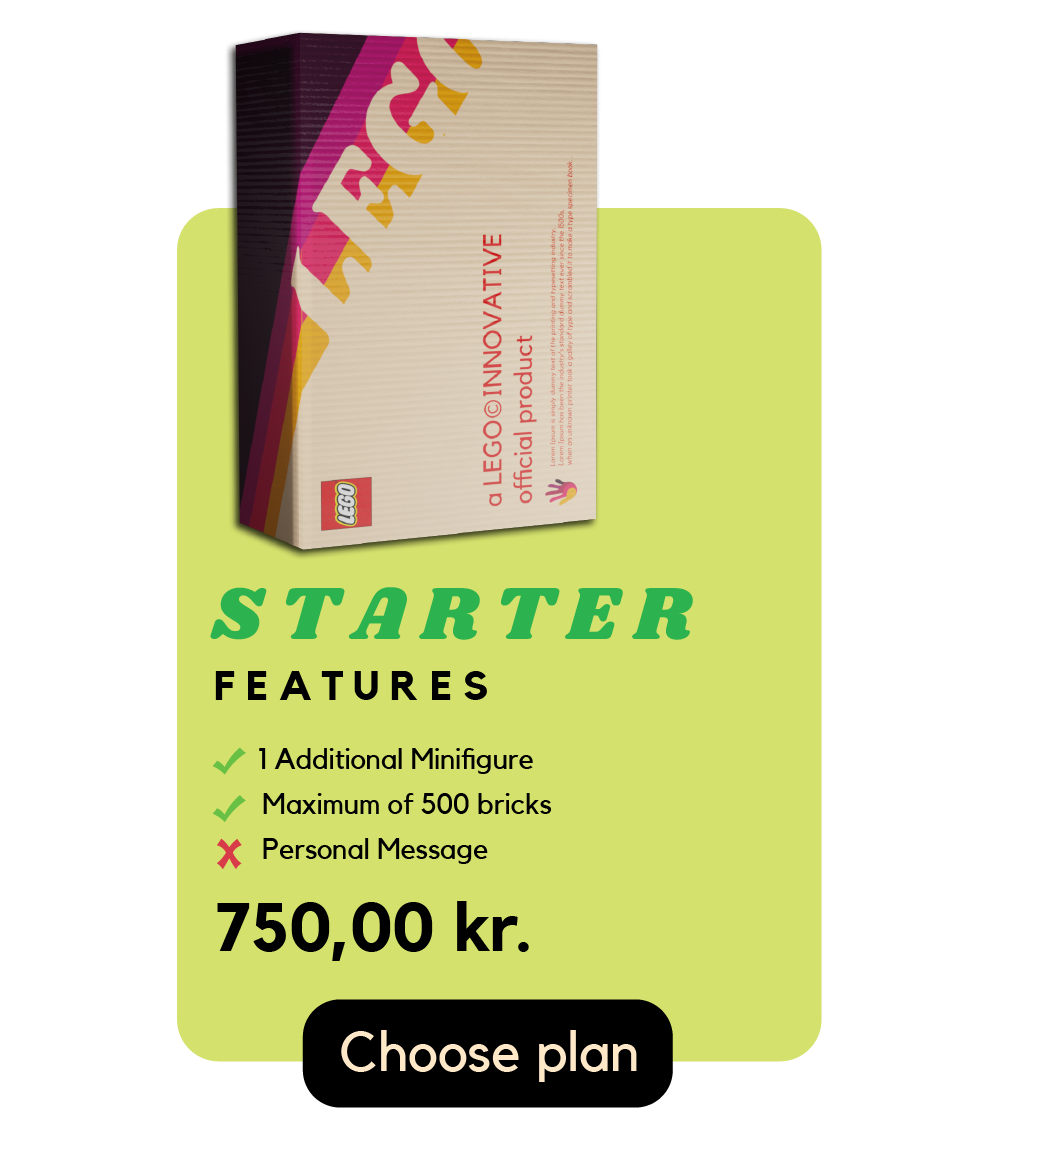 LEGO
a LEGO©INNOVATIVE
official product
Lorem Ipsum is simply dummy text of the printing and typesetting industry.
Lorem Ipsum has been the industry's standard dummy text ever since the 1500s,
when an unknown printer took a galley of type and scrambled it to make a type specimen book.
LEGO
STARTER
FEATURES
1 Additional Minifigure
Maximum of 500 bricks
Personal Message
750,00 kr.
Choose plan